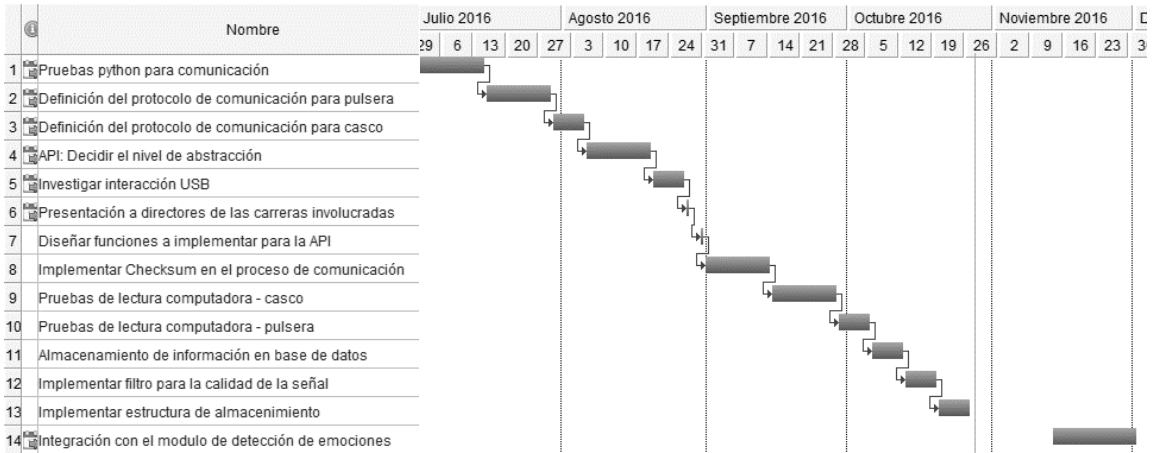 Nombre
Julio 2016 Agosto 2016 Septiembre 2016 Octubre 2016 Noviembre 2016 D
29 6 13 20 27 3 10 17 24 31 7 14 21 28 5 12 19 26 2 9 16 23 30
1 Pruebas python para comunicación
2 Definición del protocolo de comunicación para pulsera
3 Definición del protocolo de comunicación para casco
4 API: Decidir el nivel de abstracción
5 Investigar interacción USB
6 Presentación a directores de las carreras involucradas
7 Diseñar funciones a implementar para la API
8 Implementar Checksum en el proceso de comunicación
9 Pruebas de lectura computadora - casco
10 Pruebas de lectura computadora - pulsera
11 Almacenamiento de información en base de datos
12 Implementar filtro para la calidad de la señal
13 Implementar estructura de almacenimiento
14 Integración con el modulo de detección de emociones